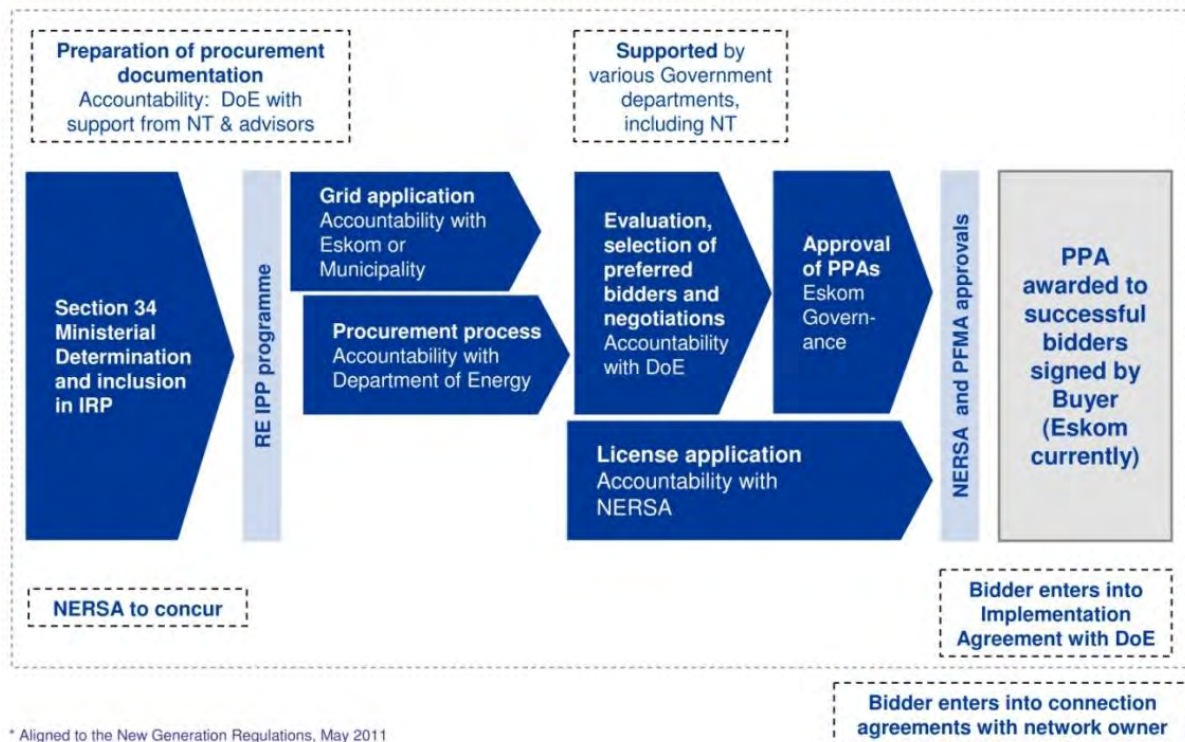 Preparation of procurement
documentation
Accountability: DoE with
support from NT & advisors
Supported by
various Government
departments,
including NT
Section 34
Ministerial
Determination
and inclusion
in IRP
RE IPP programme
Grid application
Accountability with
Eskom or
Municipality
Procurement process
Accountability with
Department of Energy
Evaluation,
selection of
preferred
bidders and
negotiations
Accountability
with DoE
Approval
of PPAs
Eskom
Govern-
ance
License application
Accountability with
NERSA
NERSA and PFMA approvals
PPA
awarded to
successful
bidders
signed by
Buyer
(Eskom
currently)
NERSA to concur
Bidder enters into
Implementation
Agreement with DoE
Bidder enters into connection
agreements with network owner
* Aligned to the New Generation Regulations, May 2011